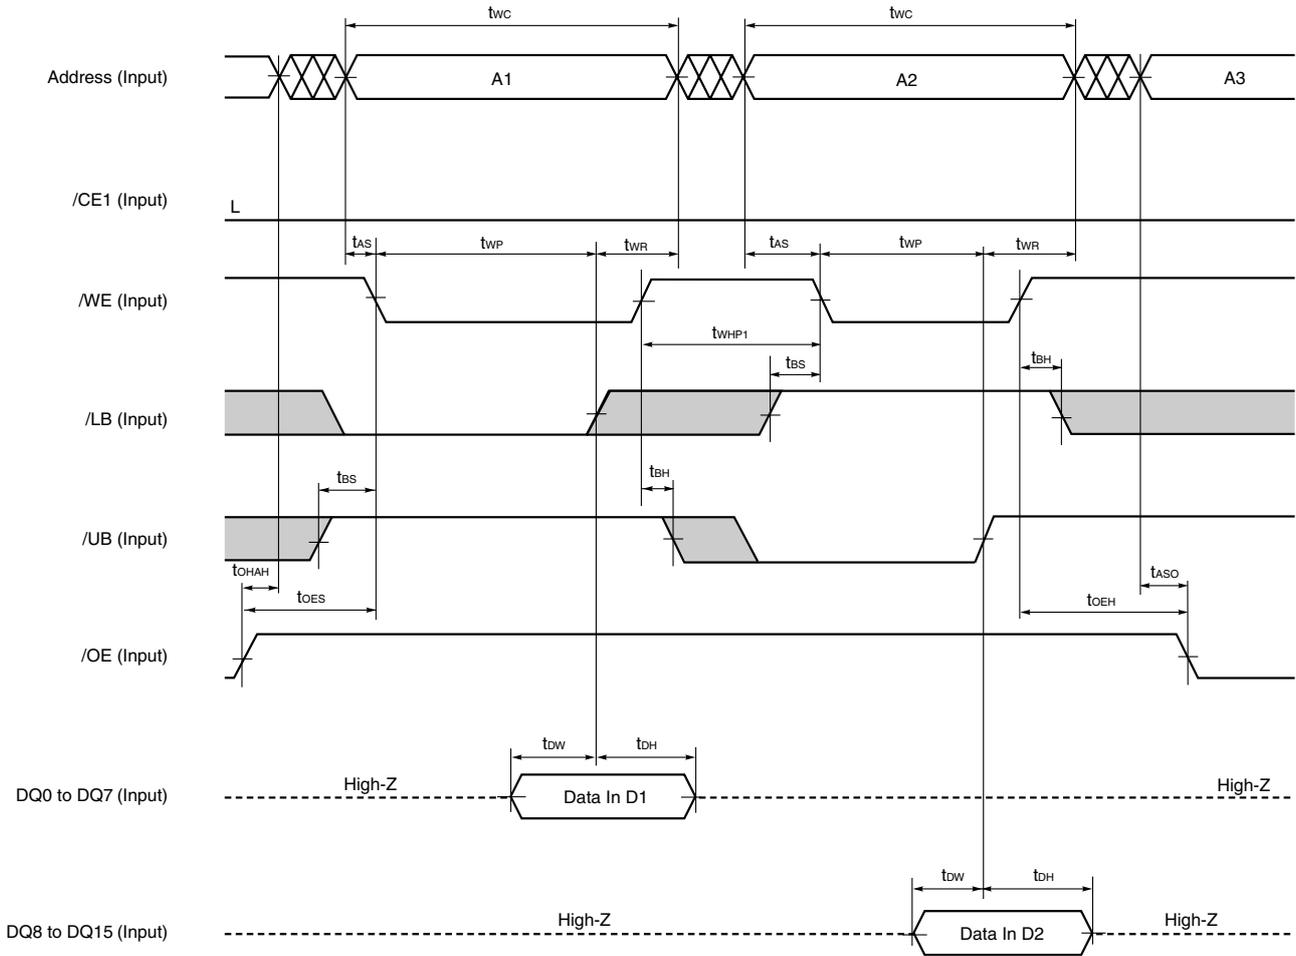 tWC tWC
Address (Input) A1 A2 A3
/CE1 (Input) L
tAS tWP tWR tAS tWP tWR
/WE (Input)
tWHP1
tBS tBH
/LB (Input)
tBS tBH
/UB (Input)
tOHAH tASO
tOES tOEH
/OE (Input)
tDW tDH
DQ0 to DQ7 (Input) High-Z Data In D1 High-Z
tDW tDH
DQ8 to DQ15 (Input) High-Z Data In D2 High-Z